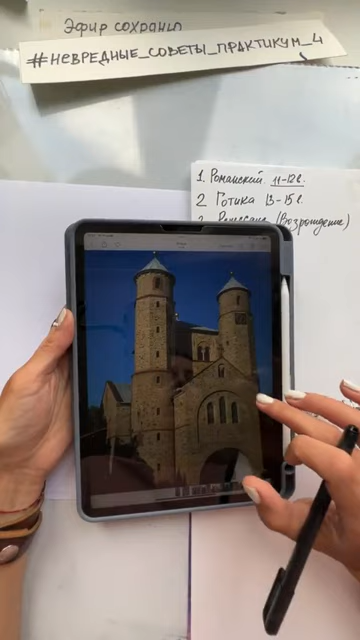 Эфир сохранил
#НЕВРЕДНЫЕ_СОВЕТЫ_ПРАКТИКУМ_4
1. Романский 11-12в.
2 Готика 13-15в.
3 Ренессанс (Возрождение)